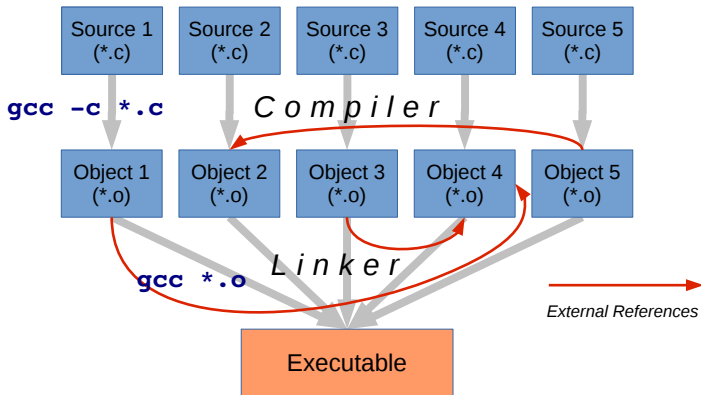 Source 1
(*.c)
Source 2
(*.c)
Source 3
(*.c)
Source 4
(*.c)
Source 5
(*.c)
gcc –c *.c
Compiler
Object 1
(*.o)
Object 2
(*.o)
Object 3
(*.o)
Object 4
(*.o)
Object 5
(*.o)
Linker
gcc *.o
External References
Executable